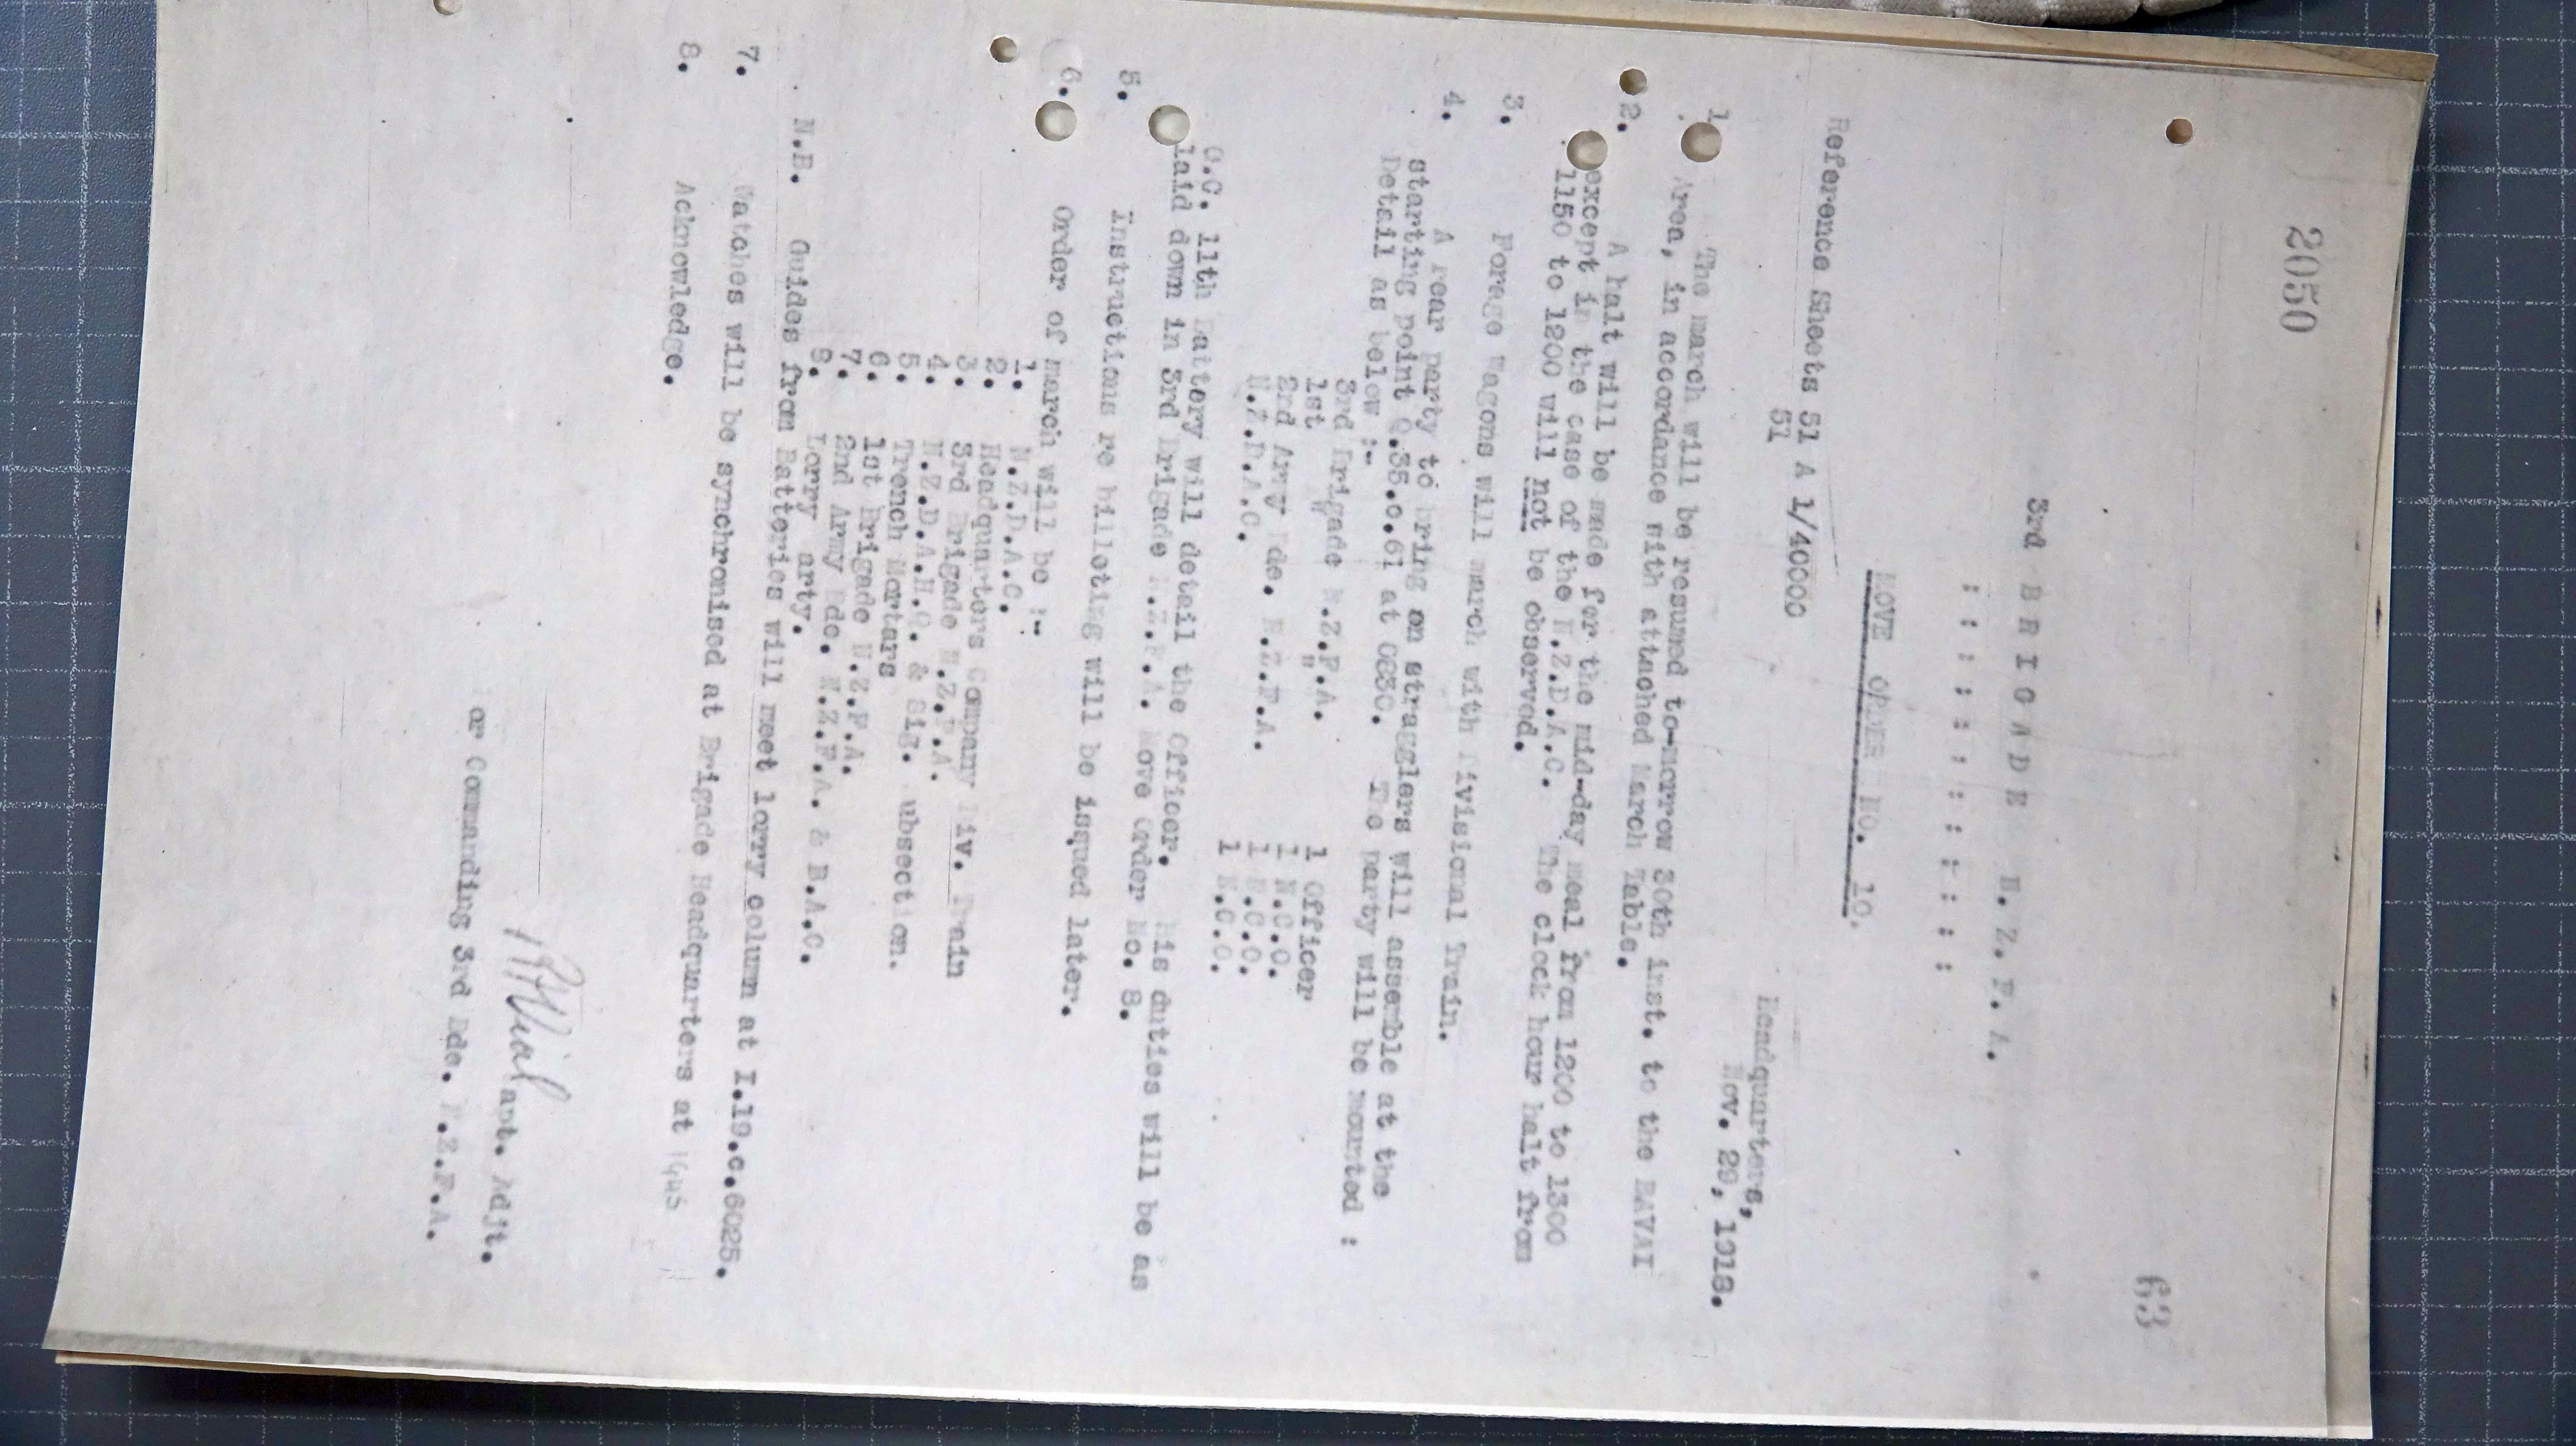 2050
63
3rd BRIGADE N.Z.F.A.
: : : : : : : : : : :
MOVE ORDER NO. 10.
Headquarters,
Nov. 29, 1918.
Reference Sheets 51 A 1/40000
51
1. The march will be resumed to-morrow 30th inst. to the BAVAI
Area, in accordance with attached March Table.
2. A halt will be made for the mid-day meal from 1200 to 1300
except in the case of the N.Z.D.A.C. The clock hour halt from
1150 to 1200 will not be observed.
3. Forage Wagons will march with Divisional Train.
4. A rear party to bring on stragglers will assemble at the
starting point Q.35.c.61 at 0830. The party will be mounted :
Detail as below :-
3rd Brigade N.Z.F.A. 1 Officer
1st " " 1 N.C.O.
2nd Army Bde. N.Z.F.A. 1 N.C.O.
N.Z.D.A.C. 1 N.C.O.
O.C. 11th Battery will detail the Officer. His duties will be as
laid down in 3rd Brigade N.Z.F.A. Move Order No. 8.
5. Instructions re billeting will be issued later.
6. Order of march will be :-
1. N.Z.D.A.C.
2. Headquarters Company Div. Train
3. 3rd Brigade N.Z.F.A.
4. N.Z.D.A.H.Q. & Sig. ubsection.
5. Trench Mortars
6. 1st Brigade N.Z.F.A.
7. 2nd Army Bde. N.Z.F.A. & B.A.C.
8. Lorry arty.
N.B. Guides from Batteries will meet lorry column at I.19.c.6025.
7. Watches will be synchronised at Brigade Headquarters at 1945
8. Acknowledge.
apt. Adjt.
or Commanding 3rd Bde. N.Z.F.A.